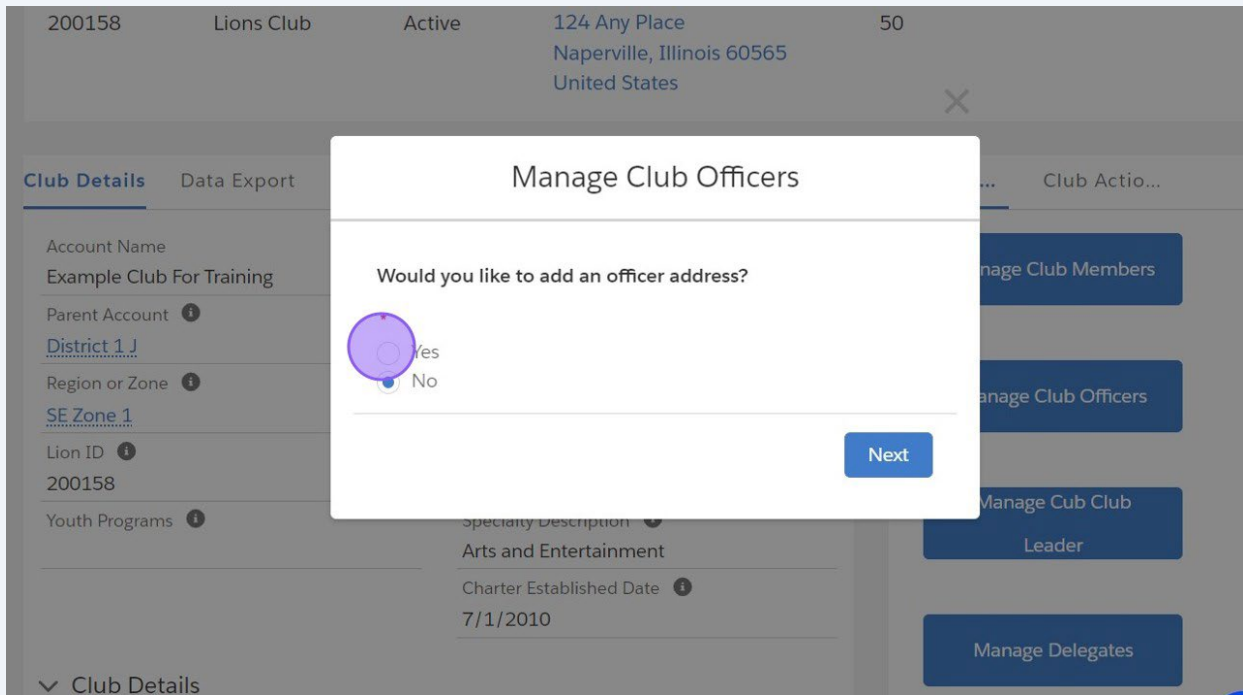 200158 Lions Club Active 124 Any Place 50
Naperville, Illinois 60565
United States
Club Details Data Export
Manage Club Officers
... Club Actio...
Account Name
Example Club For Training
Parent Account
District 1 J
Region or Zone
SE Zone 1
Lion ID
200158
Youth Programs
Would you like to add an officer address?
*
Yes
No
Next
Specialty Description
Arts and Entertainment
Charter Established Date
7/1/2010
Club Members
Club Officers
Manage Cub Club
Leader
Manage Delegates
Club Details